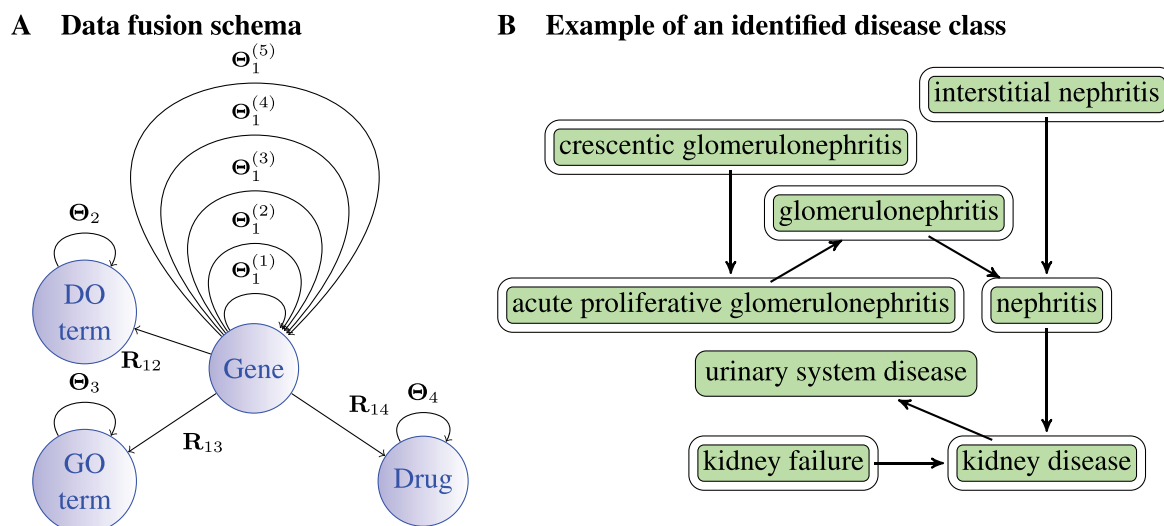 A Data fusion schema
Θ₁⁽⁵⁾
Θ₁⁽⁴⁾
Θ₁⁽³⁾
Θ₁⁽²⁾
Θ₁⁽¹⁾
Θ₂
DO
term
R₁₂
Gene
Θ₃
GO
term
R₁₃
R₁₄
Θ₄
Drug
B Example of an identified disease class
interstitial nephritis
crescentic glomerulonephritis
glomerulonephritis
acute proliferative glomerulonephritis
nephritis
urinary system disease
kidney failure
kidney disease